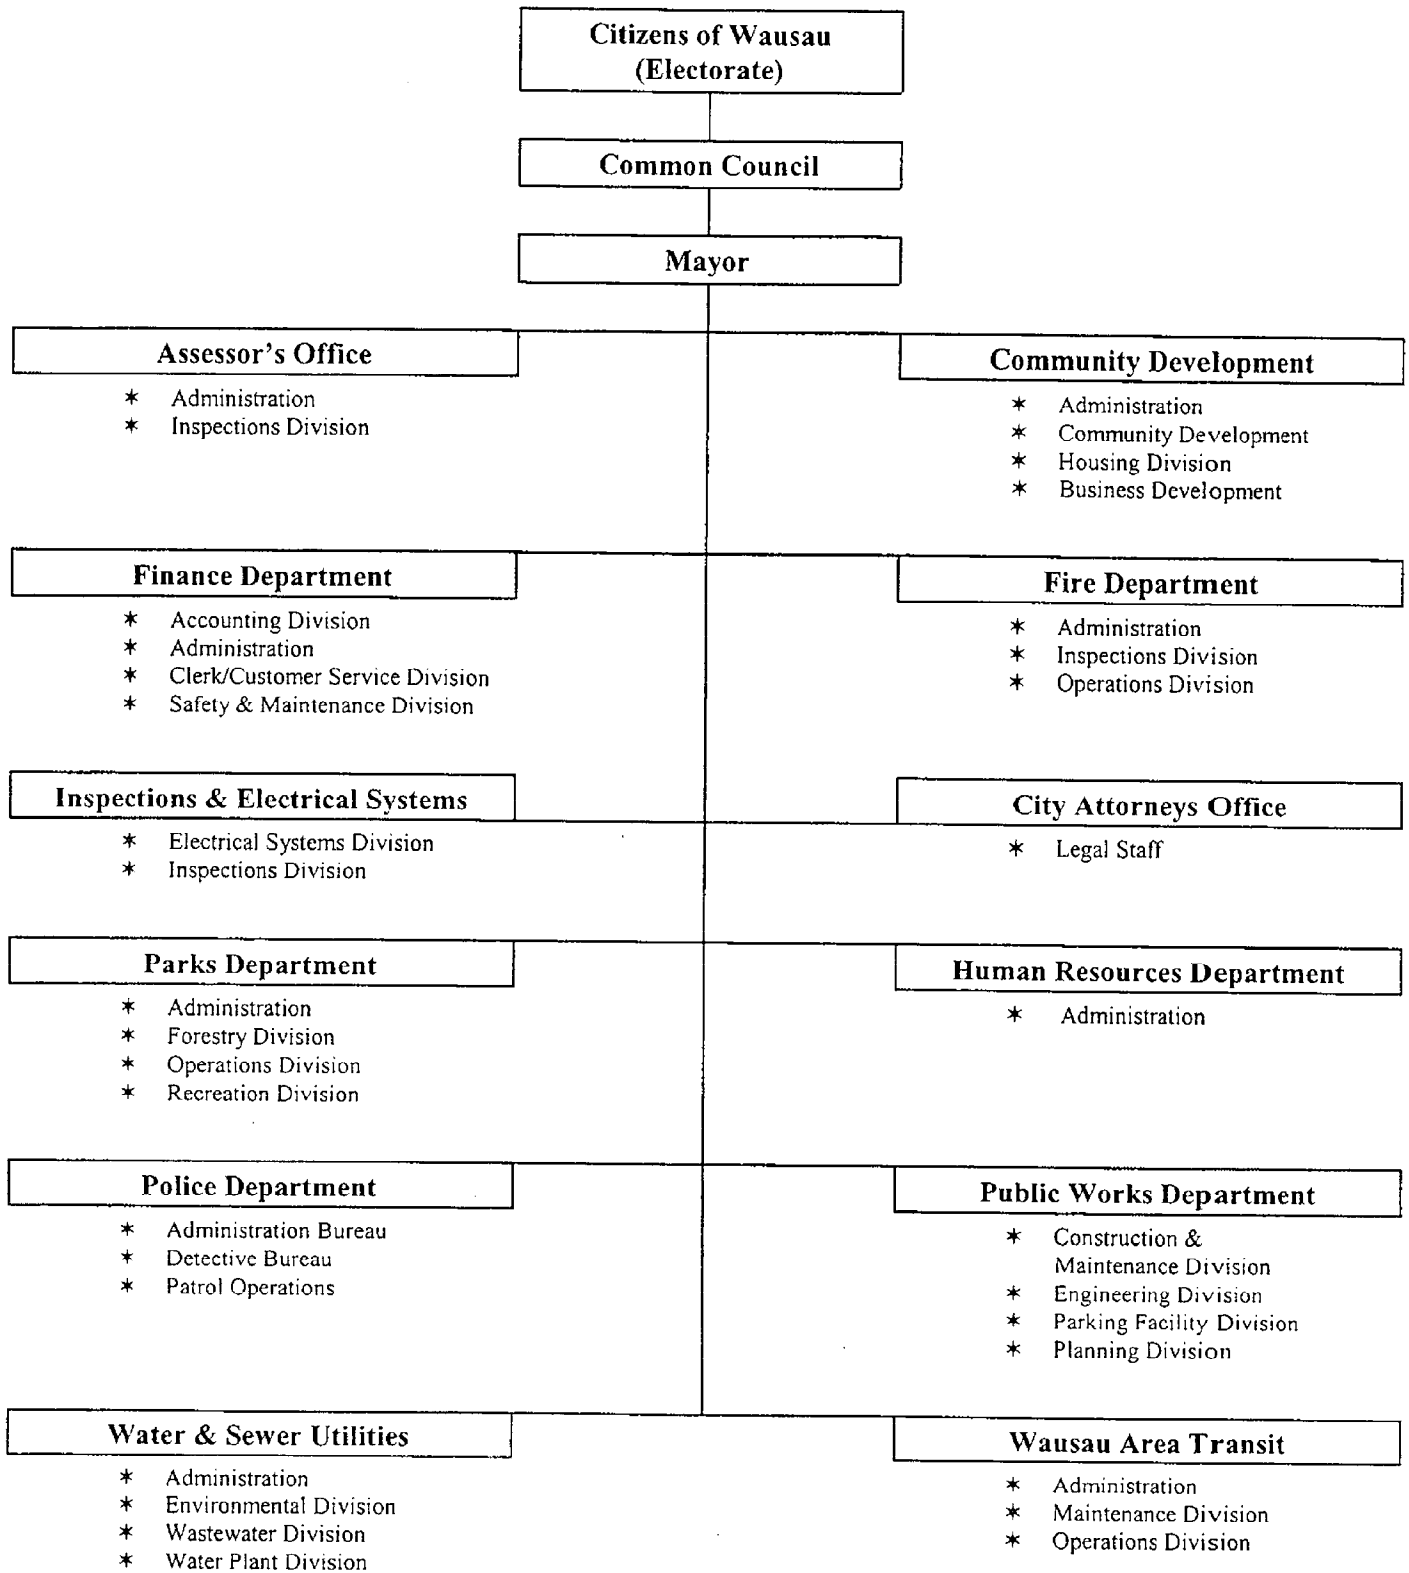 Citizens of Wausau
(Electorate)
Common Council
Mayor
Assessor's Office
* Administration
* Inspections Division
Community Development
* Administration
* Community Development
* Housing Division
* Business Development
Finance Department
* Accounting Division
* Administration
* Clerk/Customer Service Division
* Safety & Maintenance Division
Fire Department
* Administration
* Inspections Division
* Operations Division
Inspections & Electrical Systems
* Electrical Systems Division
* Inspections Division
City Attorneys Office
* Legal Staff
Parks Department
* Administration
* Forestry Division
* Operations Division
* Recreation Division
Human Resources Department
* Administration
Police Department
* Administration Bureau
* Detective Bureau
* Patrol Operations
Public Works Department
* Construction &
Maintenance Division
* Engineering Division
* Parking Facility Division
* Planning Division
Water & Sewer Utilities
* Administration
* Environmental Division
* Wastewater Division
* Water Plant Division
Wausau Area Transit
* Administration
* Maintenance Division
* Operations Division